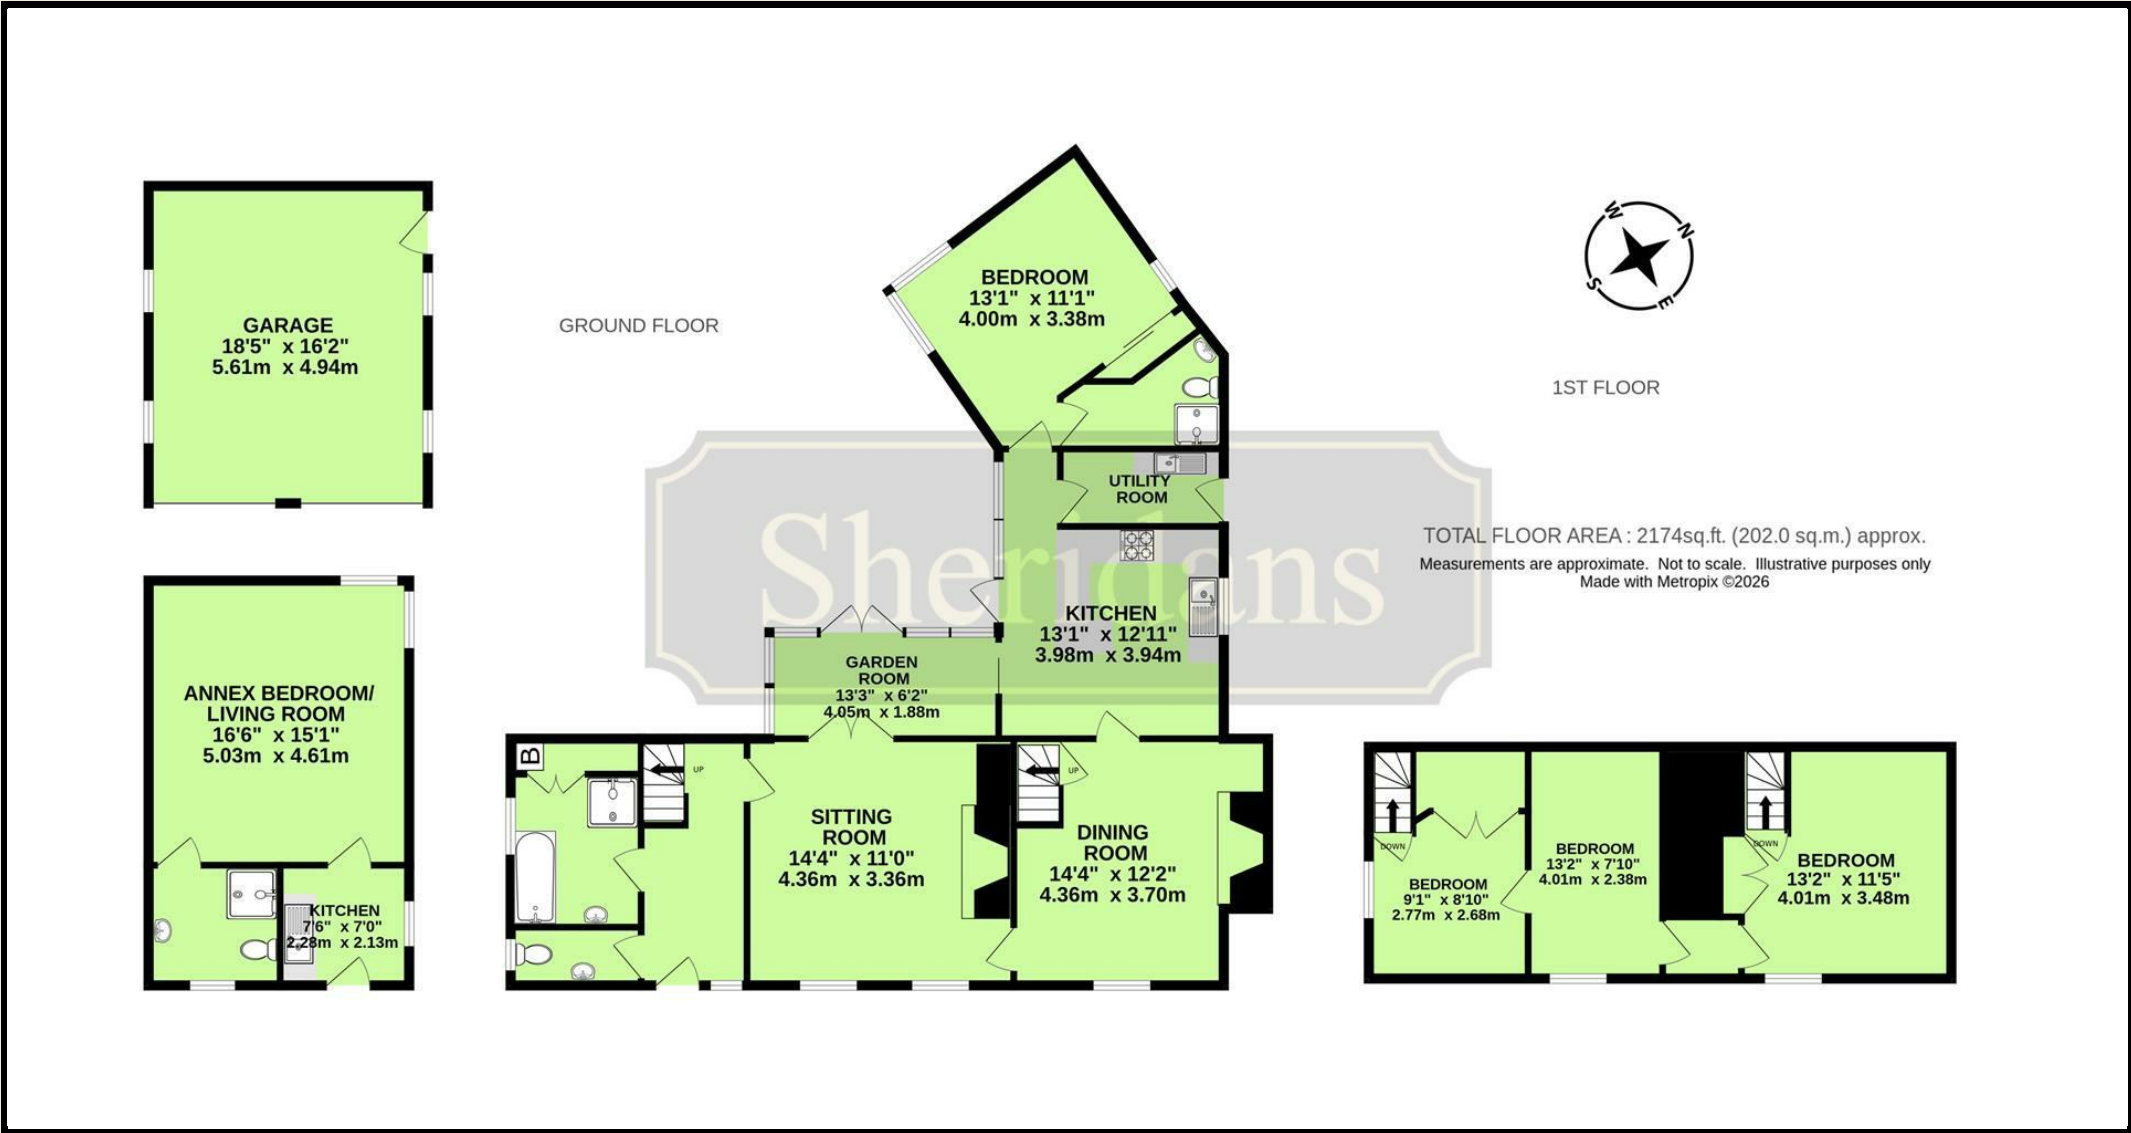 GARAGE
18'5" x 16'2"
5.61m x 4.94m
GROUND FLOOR
BEDROOM
13'1" x 11'1"
4.00m x 3.38m
W
N
S
E
1ST FLOOR
UTILITY
ROOM
TOTAL FLOOR AREA : 2174sq.ft. (202.0 sq.m.) approx.
Measurements are approximate. Not to scale. Illustrative purposes only
Made with Metropix ©2026
Sheridans
KITCHEN
13'1" x 12'11"
3.98m x 3.94m
GARDEN
ROOM
13'3" x 6'2"
4.05m x 1.88m
ANNEX BEDROOM/
LIVING ROOM
16'6" x 15'1"
5.03m x 4.61m
KITCHEN
7'6" x 7'0"
2.28m x 2.13m
B
UP
SITTING
ROOM
14'4" x 11'0"
4.36m x 3.36m
UP
DINING
ROOM
14'4" x 12'2"
4.36m x 3.70m
DOWN
BEDROOM
9'1" x 8'10"
2.77m x 2.68m
BEDROOM
13'2" x 7'10"
4.01m x 2.38m
DOWN
BEDROOM
13'2" x 11'5"
4.01m x 3.48m